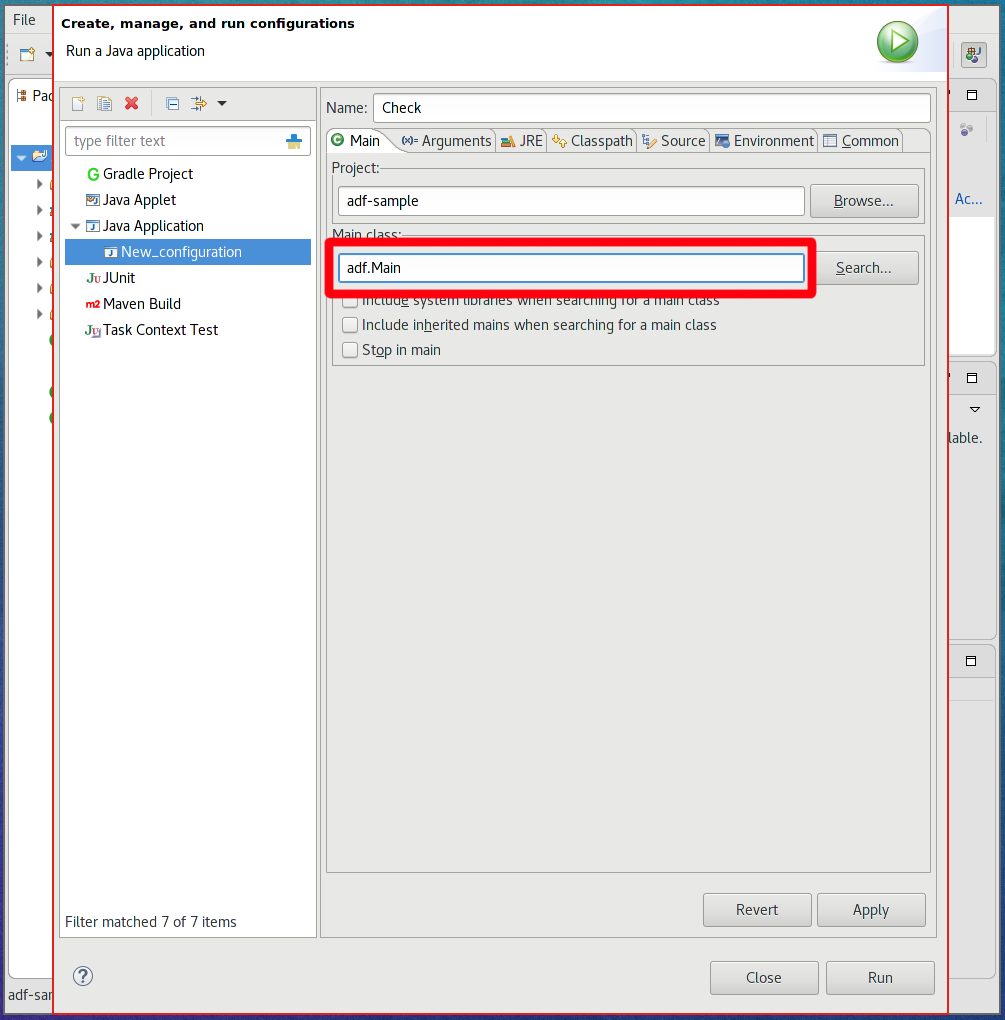 File
Create, manage, and run configurations
Run a Java application
type filter text
Gradle Project
Java Applet
Java Application
New_configuration
JUnit
Maven Build
Task Context Test
Filter matched 7 of 7 items
Name: Check
Main (x)= Arguments JRE Classpath Source Environment Common
Project:
adf-sample Browse...
Main class:
adf.Main Search...
Include system libraries when searching for a main class
Include inherited mains when searching for a main class
Stop in main
Revert Apply
Close Run
Ac...
lable.
adf-sar